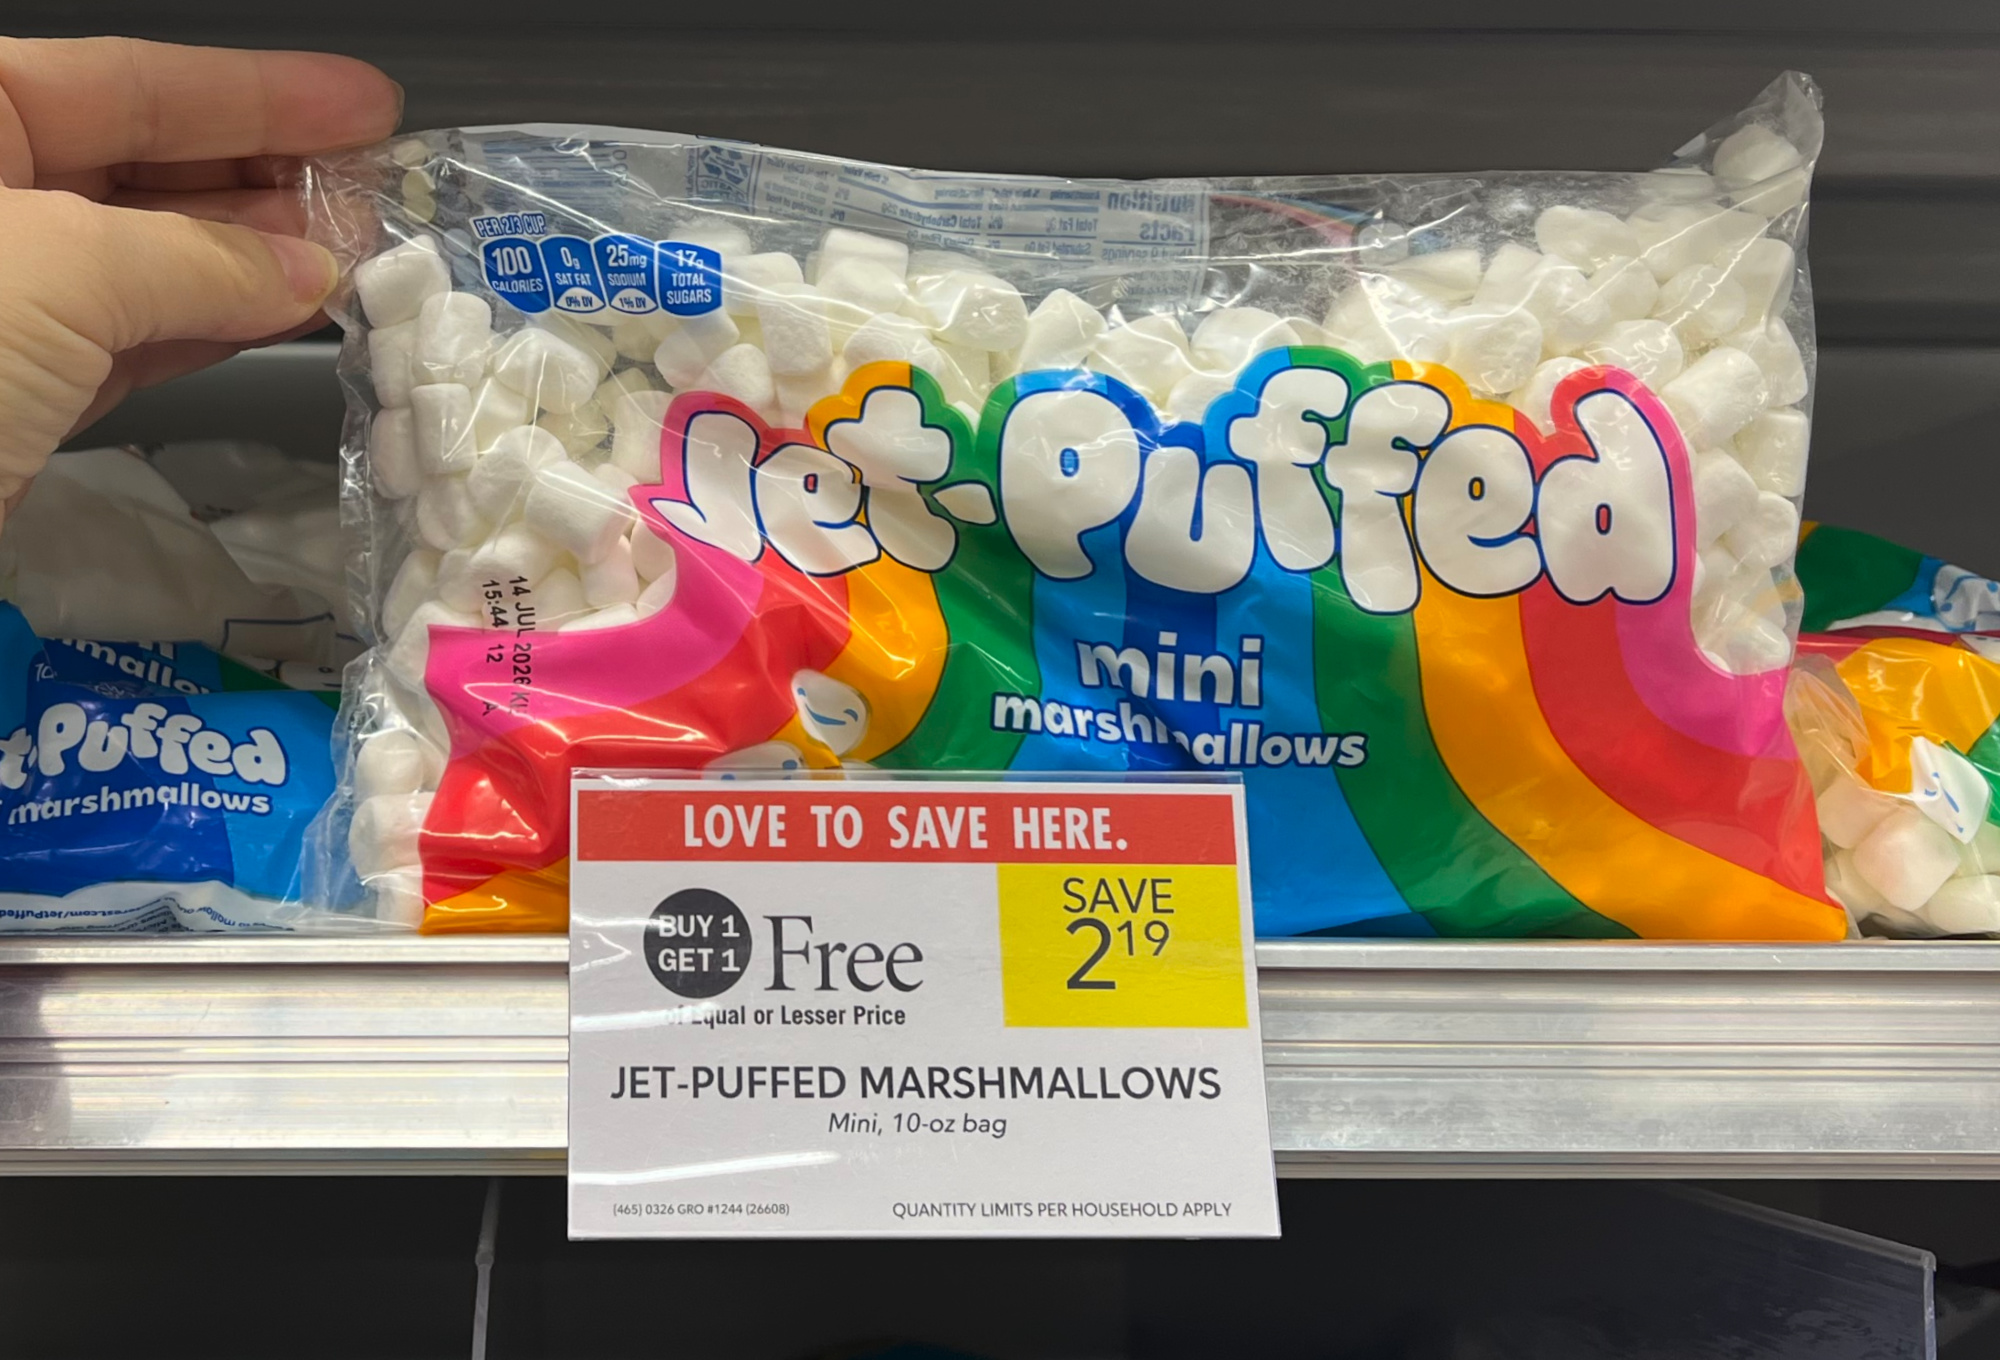 PER 2/3 CUP
100 CALORIES
0g SAT FAT 0% DV
25mg SODIUM 1% DV
17g TOTAL SUGARS
Nutrition
Facts
Jet-Puffed
mini
marshmallows
14 JUL 2026
15:44 12 A
Puffed
marshmallows
LOVE TO SAVE HERE.
BUY 1
GET 1
Free
of Equal or Lesser Price
SAVE
2 19
JET-PUFFED MARSHMALLOWS
Mini, 10-oz bag
(465) 0326 GRO #1244 (26608)
QUANTITY LIMITS PER HOUSEHOLD APPLY